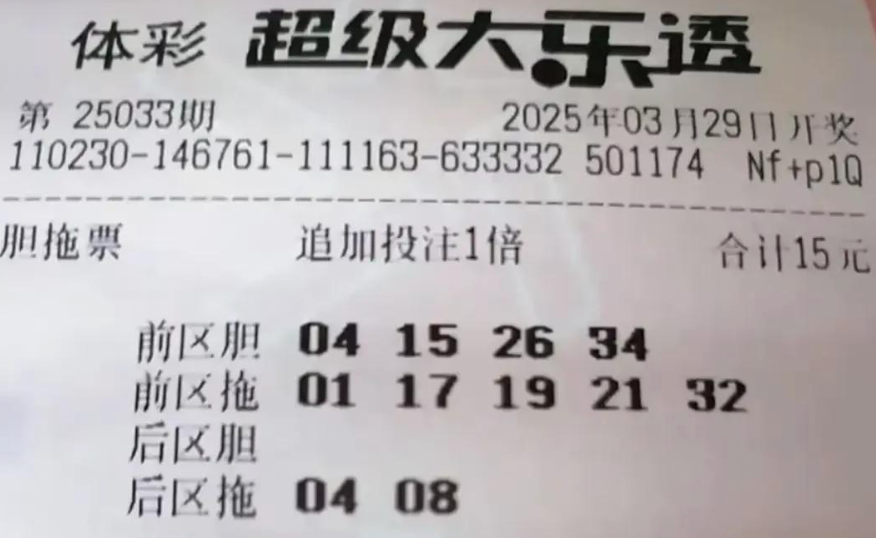 体彩 超级大乐透
第 25033期 2025年03月29日开奖
110230-146761-111163-633332 501174 Nf+p1Q
胆拖票 追加投注1倍 合计15元
前区胆 04 15 26 34
前区拖 01 17 19 21 32
后区胆
后区拖 04 08